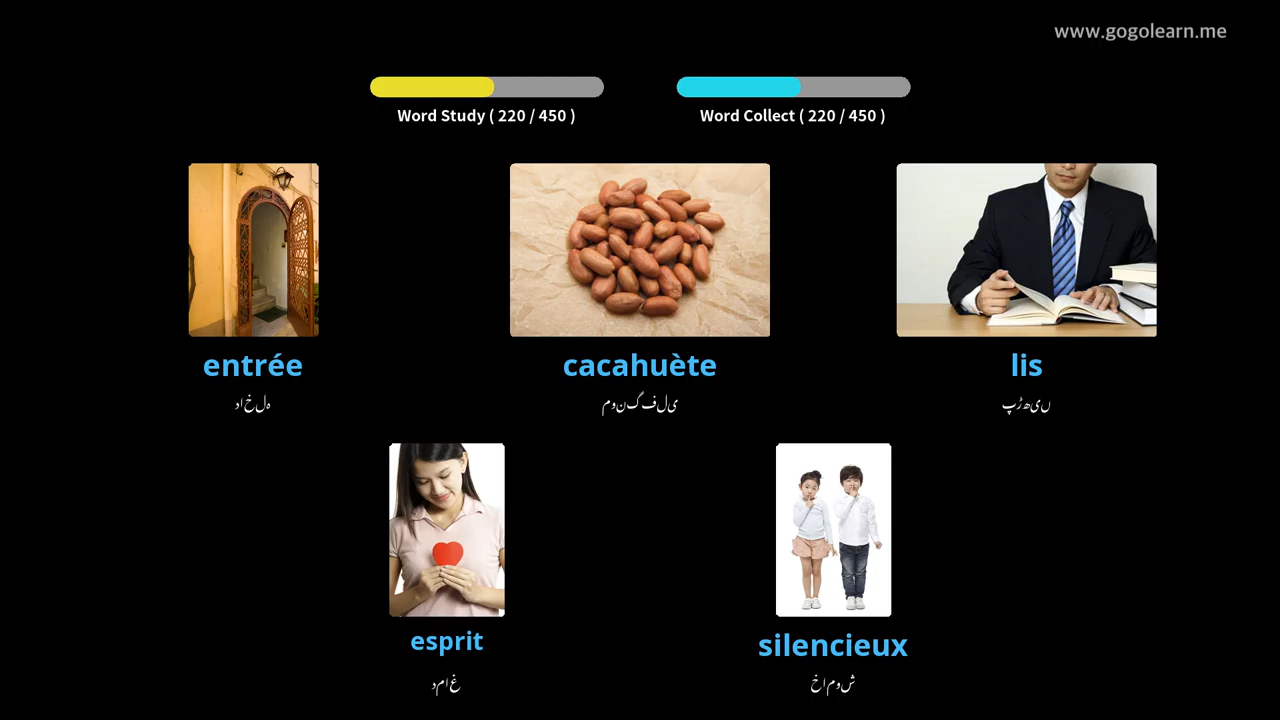 www.gogolearn.me
Word Study ( 220 / 450 )
Word Collect ( 220 / 450 )
entrée
داخلہ
cacahuète
مونگفلی
lis
پڑھیں
esprit
دماغ
silencieux
خاموش